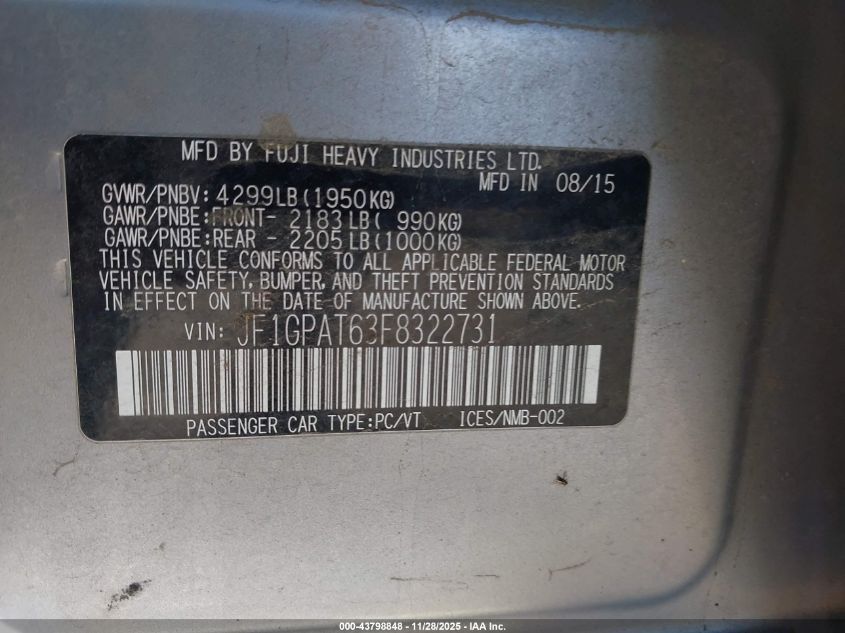 MFD BY FUJI HEAVY INDUSTRIES LTD.
MFD IN 08/15
GVWR/PNBV: 4299LB(1950KG)
GAWR/PNBE:FRONT- 2183LB( 990KG)
GAWR/PNBE:REAR - 2205LB(1000KG)
THIS VEHICLE CONFORMS TO ALL APPLICABLE FEDERAL MOTOR
VEHICLE SAFETY, BUMPER, AND THEFT PREVENTION STANDARDS
IN EFFECT ON THE DATE OF MANUFACTURE SHOWN ABOVE.
VIN: JF1GPAT63F8322731
PASSENGER CAR TYPE:PC/VT ICES/NMB-002
000-43798848 - 11/28/2025 - IAA Inc.